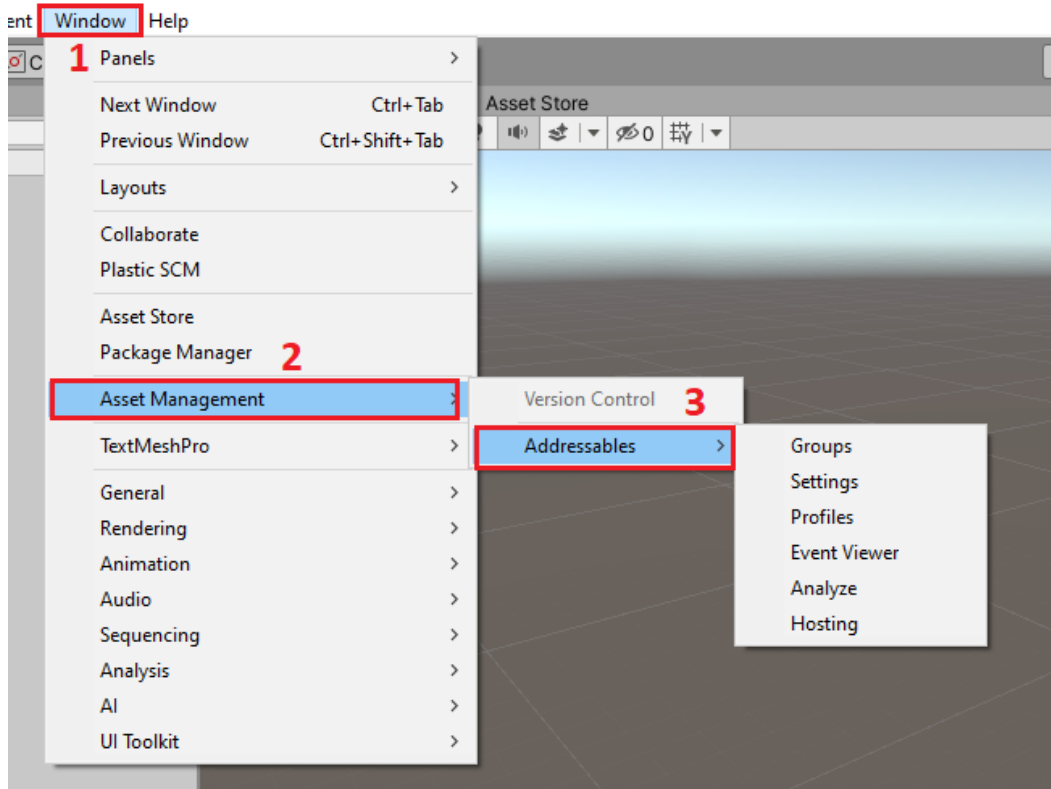 ent Window Help
1 Panels
Next Window Ctrl+Tab
Previous Window Ctrl+Shift+Tab
Layouts
Collaborate
Plastic SCM
Asset Store
Package Manager
2
Asset Management
TextMeshPro
General
Rendering
Animation
Audio
Sequencing
Analysis
AI
UI Toolkit
C
Asset Store
0
Version Control
3
Addressables
Groups
Settings
Profiles
Event Viewer
Analyze
Hosting